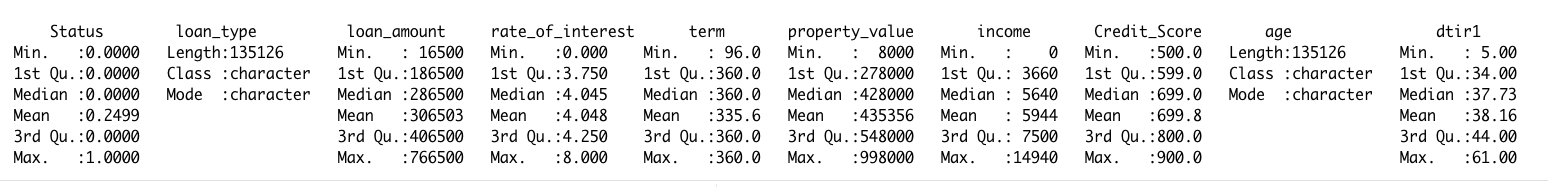 Status loan_type loan_amount rate_of_interest term property_value income Credit_Score age dtir1
Min. :0.0000 Length:135126 Min. : 16500 Min. :0.000 Min. : 96.0 Min. : 8000 Min. : 0 Min. :500.0 Length:135126 Min. : 5.00
1st Qu.:0.0000 Class :character 1st Qu.:186500 1st Qu.:3.750 1st Qu.:360.0 1st Qu.:278000 1st Qu.: 3660 1st Qu.:599.0 Class :character 1st Qu.:34.00
Median :0.0000 Mode :character Median :286500 Median :4.045 Median :360.0 Median :428000 Median : 5640 Median :699.0 Mode :character Median :37.73
Mean :0.2499 Mean :306503 Mean :4.048 Mean :335.6 Mean :435356 Mean : 5944 Mean :699.8 Mean :38.16
3rd Qu.:0.0000 3rd Qu.:406500 3rd Qu.:4.250 3rd Qu.:360.0 3rd Qu.:548000 3rd Qu.: 7500 3rd Qu.:800.0 3rd Qu.:44.00
Max. :1.0000 Max. :766500 Max. :8.000 Max. :360.0 Max. :998000 Max. :14940 Max. :900.0 Max. :61.00